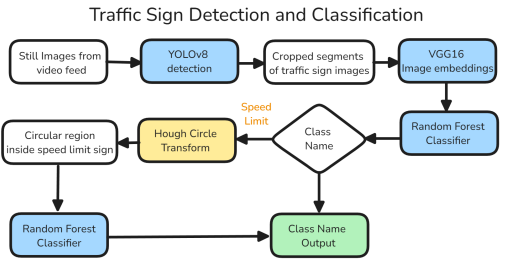 Traffic Sign Detection and Classification
Still Images from
video feed
YOLOv8
detection
Cropped segments
of traffic sign images
VGG16
Image embeddings
Random Forest
Classifier
Class
Name
Speed
Limit
Hough Circle
Transform
Circular region
inside speed limit sign
Random Forest
Classifier
Class Name
Output